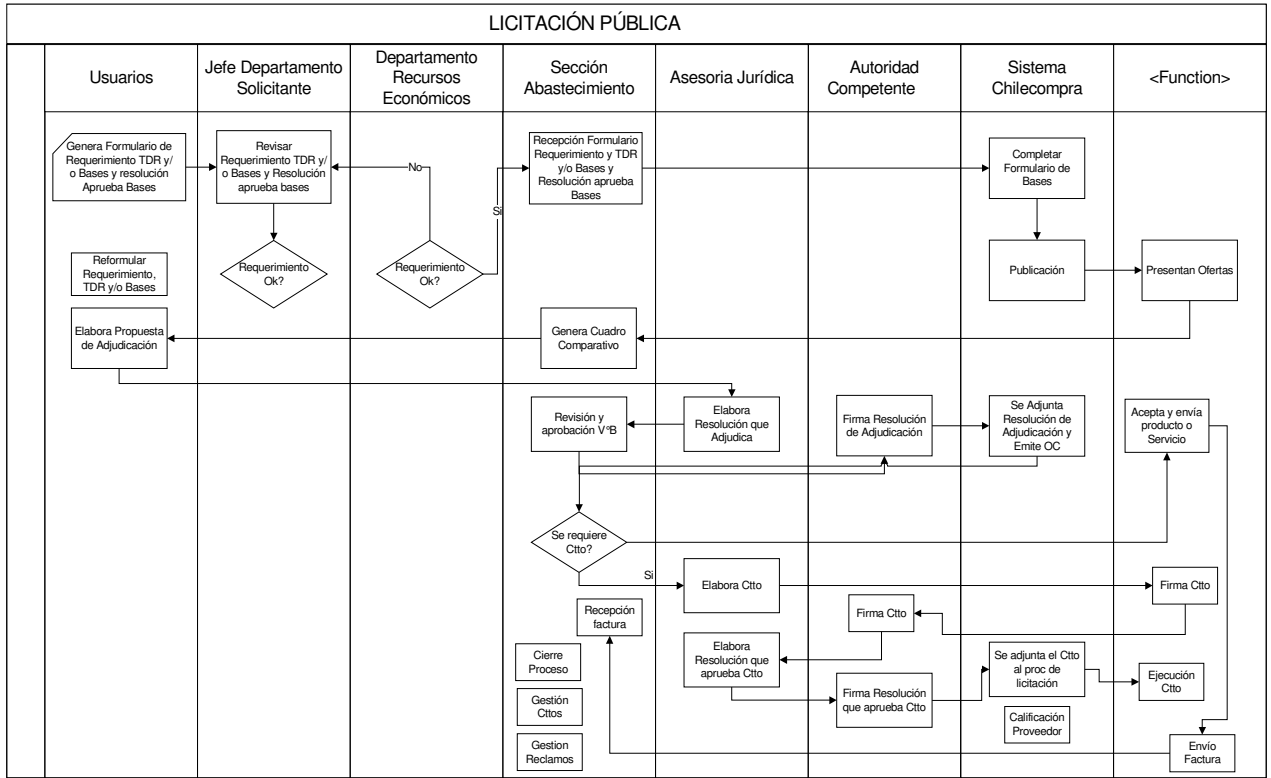 LICITACIÓN PÚBLICA
Usuarios
Jefe Departamento
Solicitante
Departamento
Recursos
Económicos
Sección
Abastecimiento
Asesoria Jurídica
Autoridad
Competente
Sistema
Chilecompra
<Function>
Genera Formulario de
Requerimiento TDR y/
o Bases y resolución
Aprueba Bases
Revisar
Requerimiento TDR y/
o Bases y Resolución
aprueba bases
No
Si
Recepción Formulario
Requerimiento y TDR
y/o Bases y
Resolución aprueba
Bases
Completar
Formulario de
Bases
Reformular
Requerimiento,
TDR y/o Bases
Requerimiento
Ok?
Requerimiento
Ok?
Publicación
Presentan Ofertas
Elabora Propuesta
de Adjudicación
Genera Cuadro
Comparativo
Revisión y
aprobación V°B
Elabora
Resolución que
Adjudica
Firma Resolución
de Adjudicación
Se Adjunta
Resolución de
Adjudicación y
Emite OC
Acepta y envía
producto o
Servicio
Se requiere
Ctto?
Si
Elabora Ctto
Firma Ctto
Recepción
factura
Firma Ctto
Cierre
Proceso
Elabora
Resolución que
aprueba Ctto
Se adjunta el Ctto
al proc de
licitación
Ejecución
Ctto
Gestión
Cttos
Firma Resolución
que aprueba Ctto
Calificación
Proveedor
Gestion
Reclamos
Envío
Factura